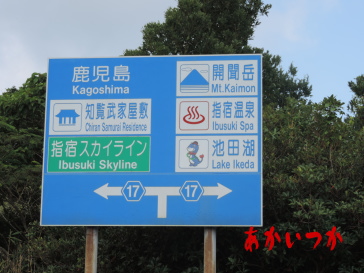 鹿児島
Kagoshima
知覧武家屋敷
Chiran Samurai Residence
指宿スカイライン
Ibusuki Skyline
開聞岳
Mt.Kaimon
指宿温泉
Ibusuki Spa
池田湖
Lake Ikeda
17 17
あかいつか